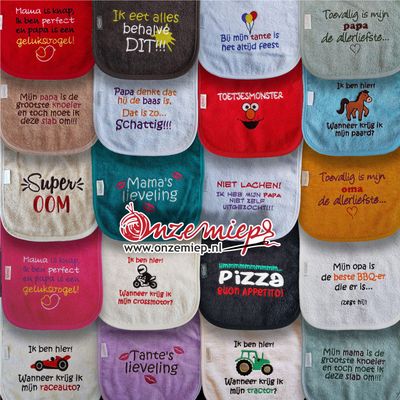 Mama is knap,
ik ben perfect
en papa is een
geluksvogel!
Ik eet alles
behalve
DIT!!!
Bij mijn tante is
het altijd feest
Toevallig is mijn
papa
de allerliefste...
Mijn papa is de
grootste knoeier
en toch moet ik
deze slab om!!!
Papa denkt dat
hij de baas is.
Dat is zo...
SCHATTIG!!!
TOETJESMONSTER
Ik ben hier!
Wanneer krijg ik
mijn paard?
Super
OOM
Mama's
lieveling
NIET LACHEN!
IK HEB MIJN PAPA
NIET ZELF
UITGEZOCHT!!!
Toevallig is mijn
oma
de allerliefste...
Onzemiep
www.onzemiep.nl
Mama is knap,
ik ben perfect
en papa is een
geluksvogel!
Ik ben hier!
Wanneer krijg ik
mijn crossmotor?
mmmmmmmmm
Pizza
BUON APPETITO!
Mijn opa is
de beste BBQ-er
die er is...
(zegt hij)
Ik ben hier!
Wanneer krijg ik
mijn raceauto?
Tante's
lieveling
Ik ben hier!
Wanneer krijg ik
mijn tractor?
Mijn mama is de
grootste knoeier
en toch moet ik
deze slab om!!!